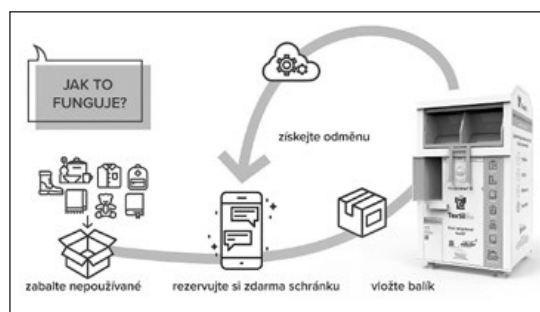 JAK TO
FUNGUJE?
získejte odměnu
zabalte nepoužívané
rezervujte si zdarma schránku
vložte balík